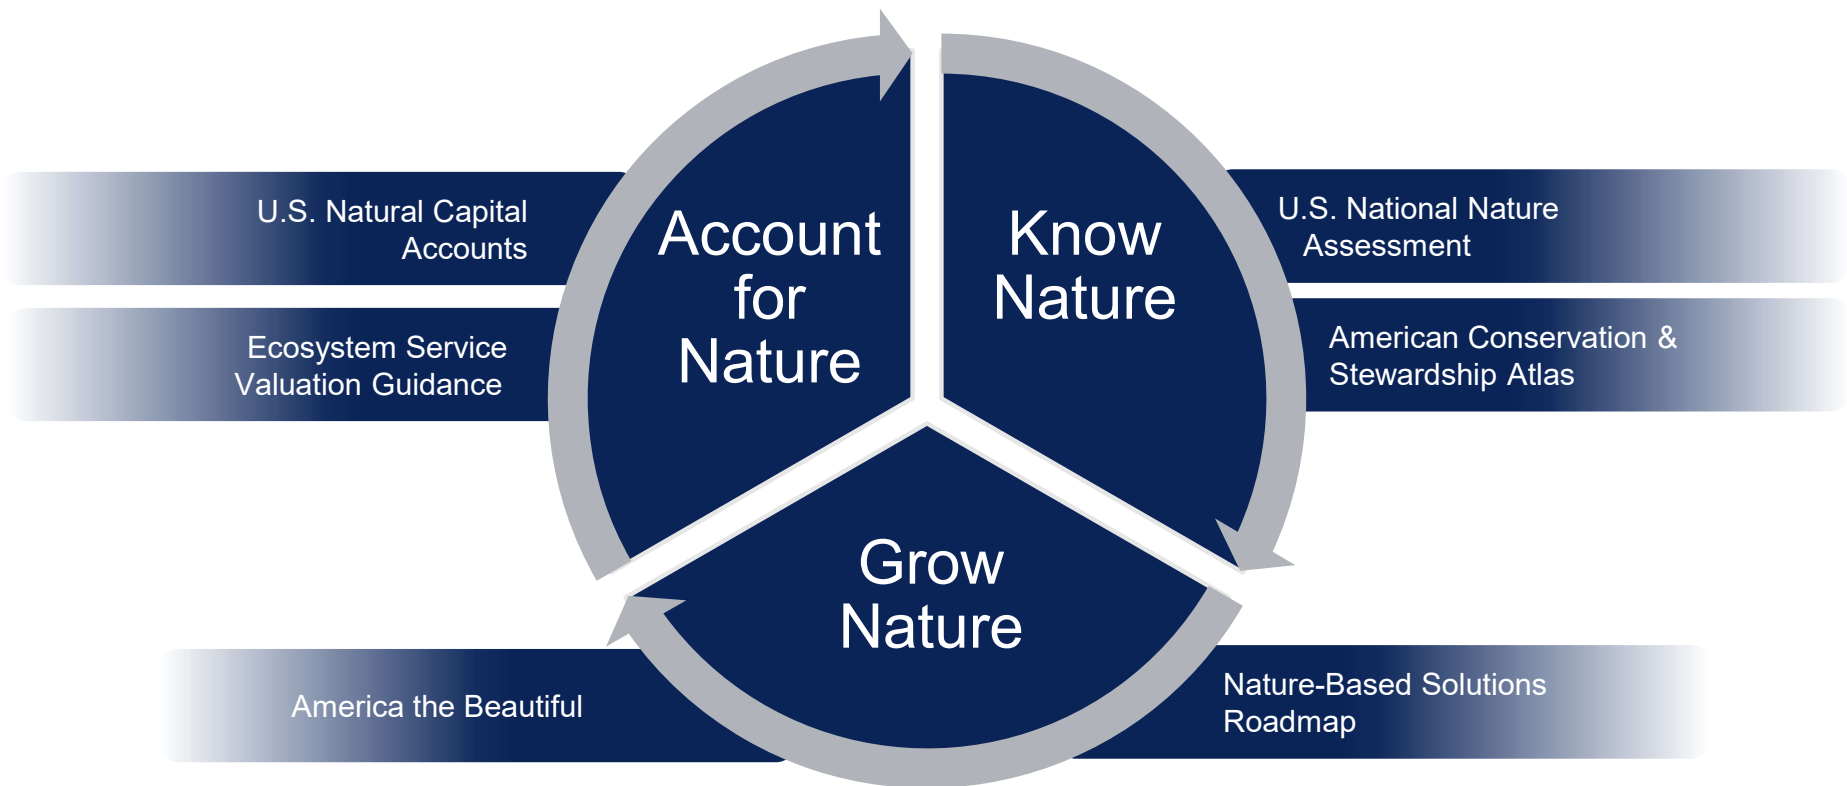 U.S. Natural Capital
Accounts
Ecosystem Service
Valuation Guidance
Account
for
Nature
Know
Nature
U.S. National Nature
Assessment
American Conservation &
Stewardship Atlas
Grow
Nature
America the Beautiful
Nature-Based Solutions
Roadmap